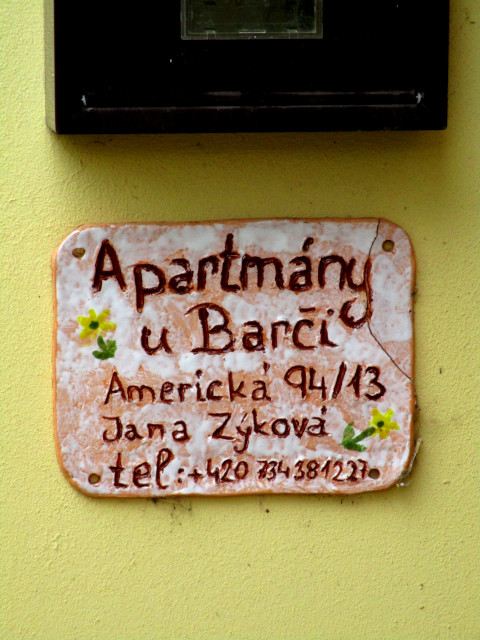 Apartmány
u Barči
Americká 94/13
Jana Zýková
tel.:+420 734381227